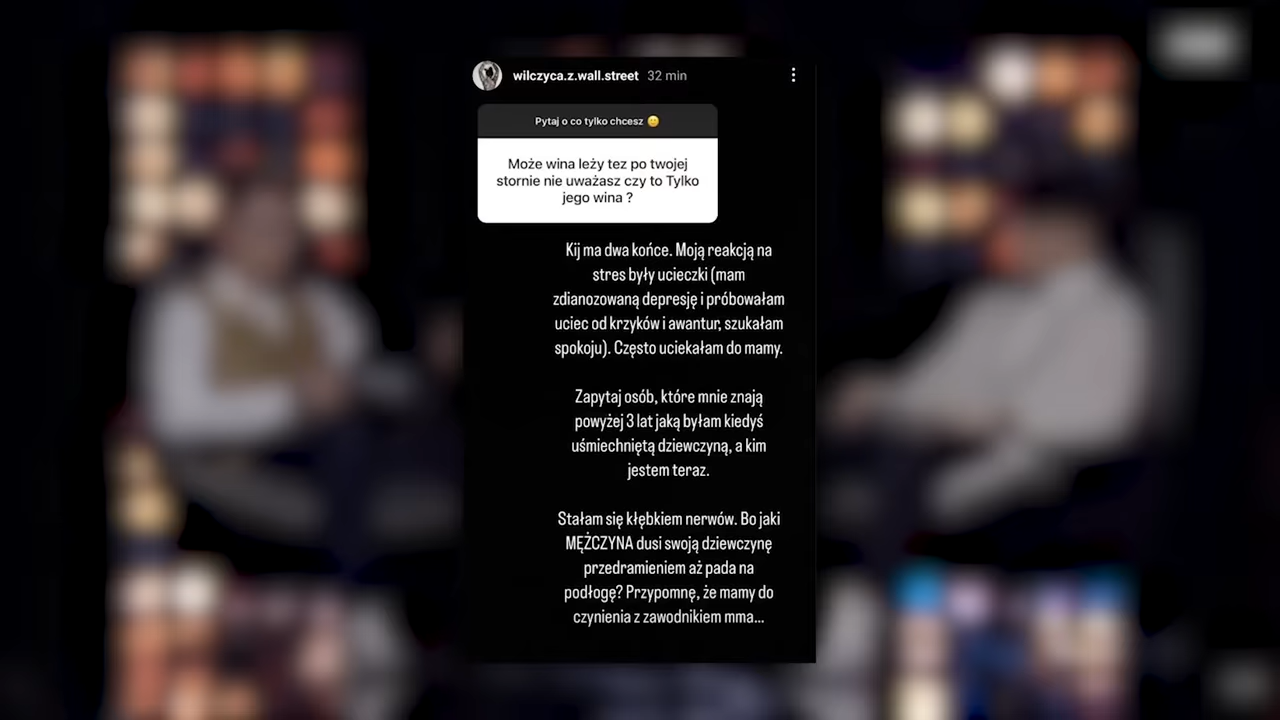 wilczyca.z.wall.street 32 min
Pytaj o co tylko chcesz 😊
Może wina leży tez po twojej
stornie nie uważasz czy to Tylko
jego wina ?
Kij ma dwa końce. Moją reakcją na
stres były ucieczki (mam
zdianozowaną depresję i próbowałam
uciec od krzyków i awantur, szukałam
spokoju). Często uciekałam do mamy.
Zapytaj osób, które mnie znają
powyżej 3 lat jaką byłam kiedyś
uśmiechniętą dziewczyną, a kim
jestem teraz.
Stałam się kłębkiem nerwów. Bo jaki
MĘŻCZYZNA dusi swoją dziewczynę
przedramieniem aż pada na
podłogę? Przypomnę, że mamy do
czynienia z zawodnikiem mma...